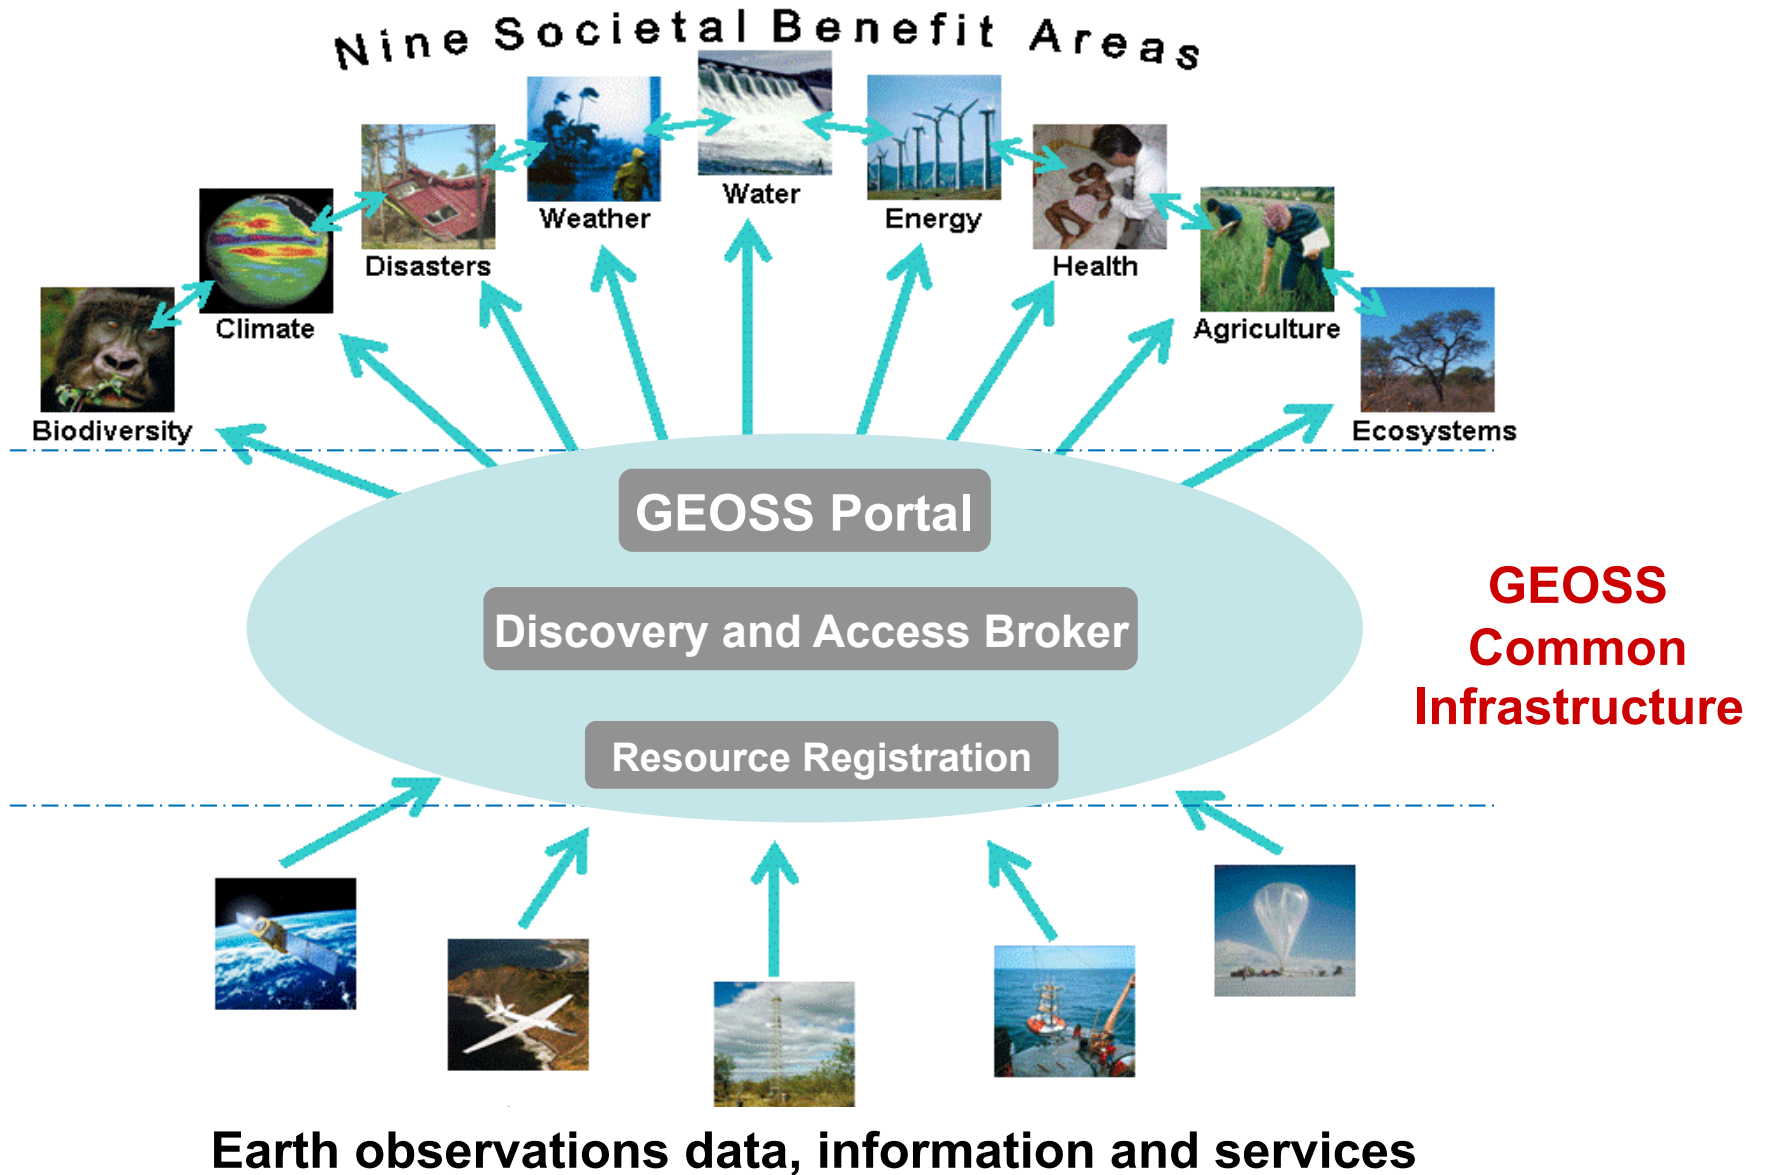 Nine Societal Benefit Areas
Water
Weather
Energy
Disasters
Health
Climate
Agriculture
Biodiversity
Ecosystems
GEOSS Portal
Discovery and Access Broker
Resource Registration
GEOSS
Common
Infrastructure
Earth observations data, information and services